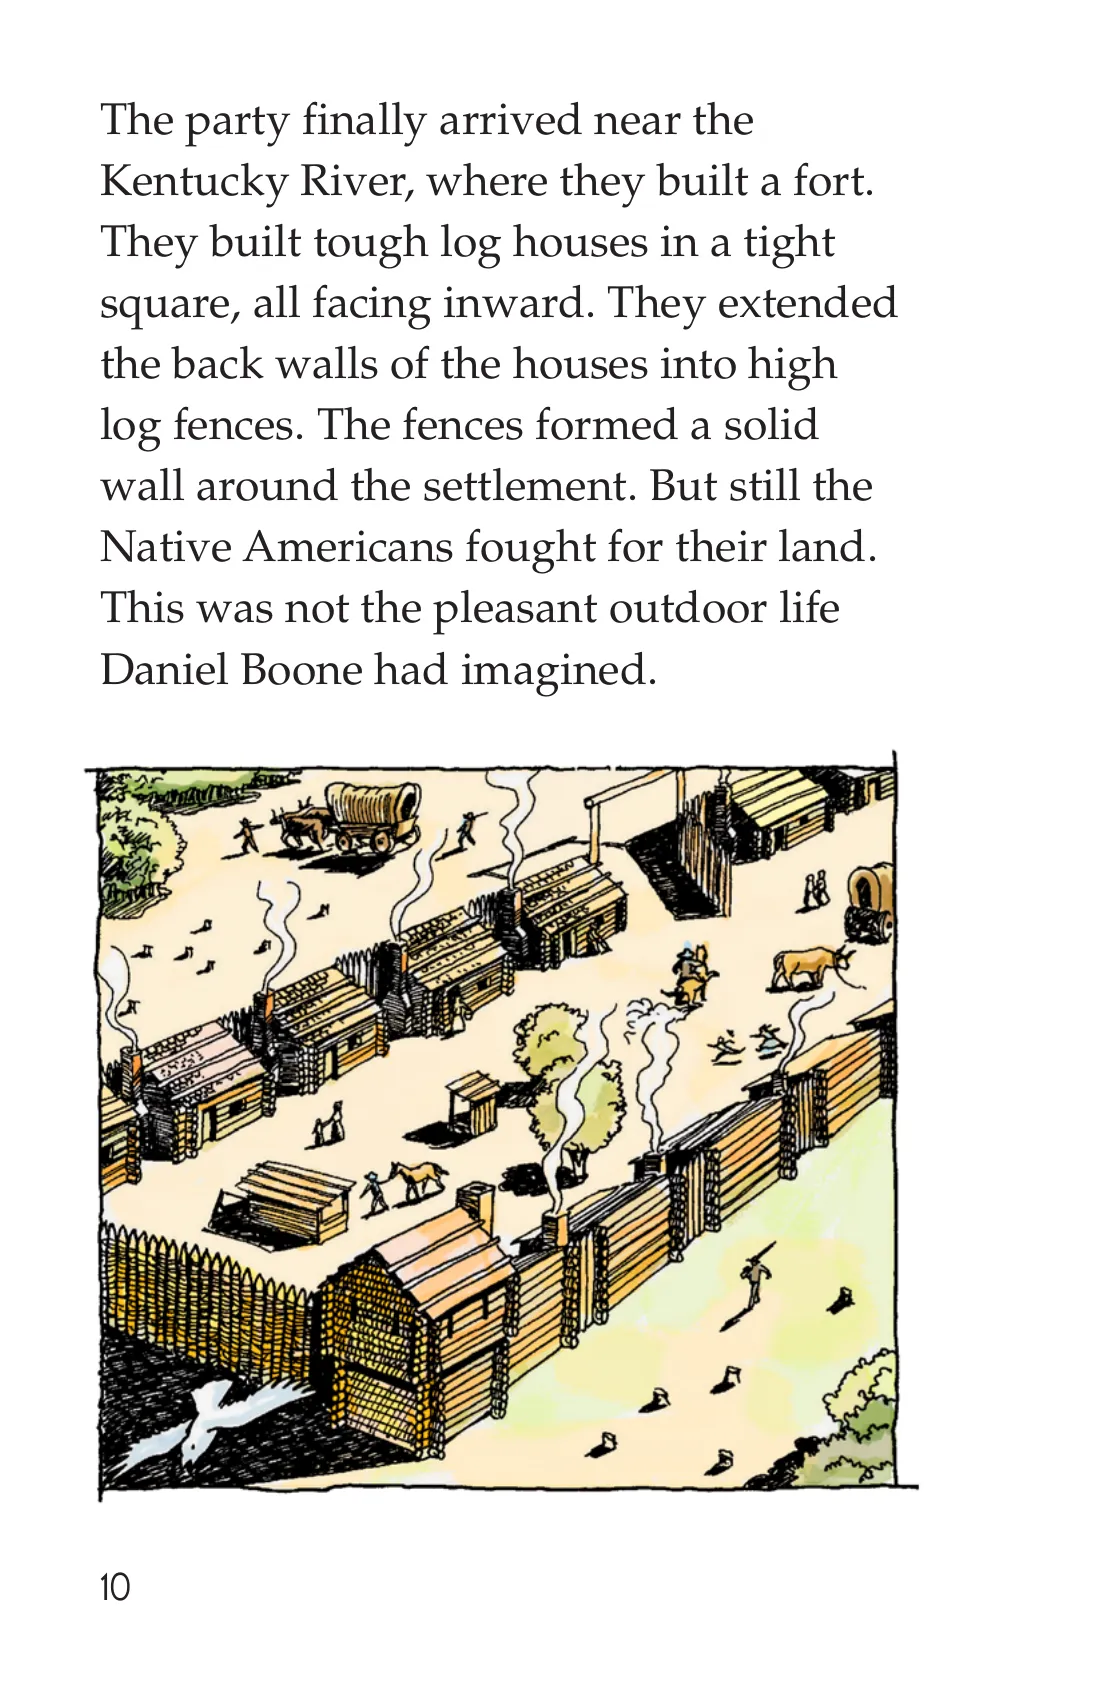 The party finally arrived near the
Kentucky River, where they built a fort.
They built tough log houses in a tight
square, all facing inward. They extended
the back walls of the houses into high
log fences. The fences formed a solid
wall around the settlement. But still the
Native Americans fought for their land.
This was not the pleasant outdoor life
Daniel Boone had imagined.
10